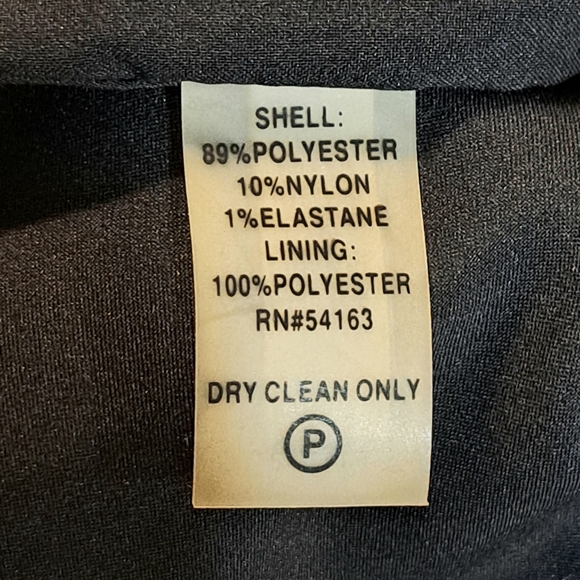 SHELL:
89%POLYESTER
10%NYLON
1%ELASTANE
LINING:
100%POLYESTER
RN#54163
DRY CLEAN ONLY
P